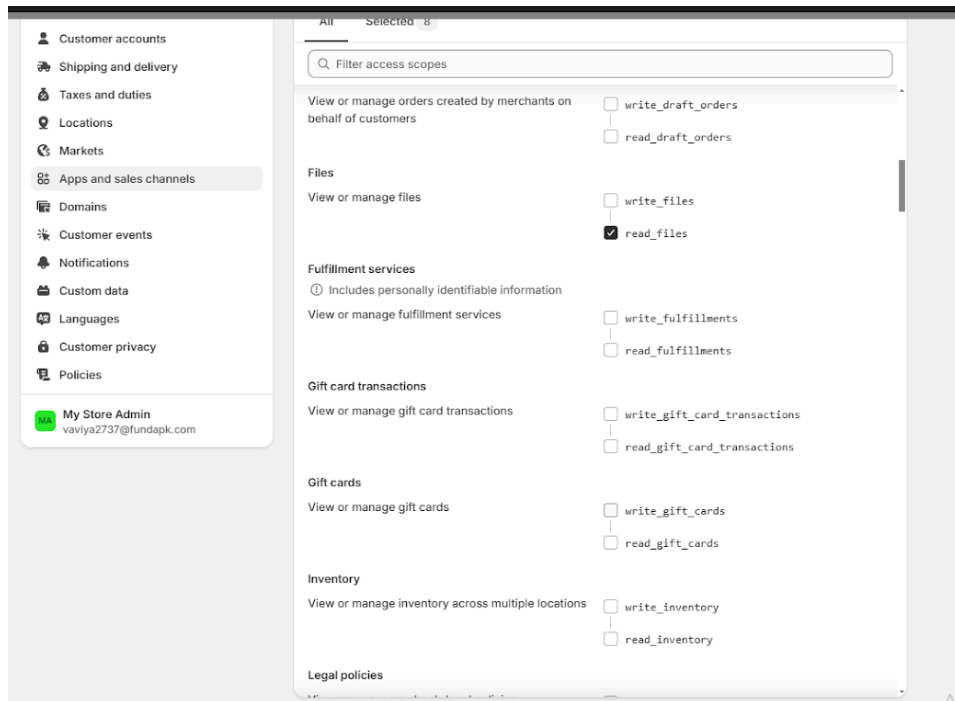 Customer accounts
Shipping and delivery
Taxes and duties
Locations
Markets
Apps and sales channels
Domains
Customer events
Notifications
Custom data
Languages
Customer privacy
Policies
MA
My Store Admin
vaviya2737@fundapk.com
All Selected 8
Filter access scopes
View or manage orders created by merchants on
behalf of customers
write_draft_orders
read_draft_orders
Files
View or manage files
write_files
read_files
Fulfillment services
Includes personally identifiable information
View or manage fulfillment services
write_fulfillments
read_fulfillments
Gift card transactions
View or manage gift card transactions
write_gift_card_transactions
read_gift_card_transactions
Gift cards
View or manage gift cards
write_gift_cards
read_gift_cards
Inventory
View or manage inventory across multiple locations
write_inventory
read_inventory
Legal policies